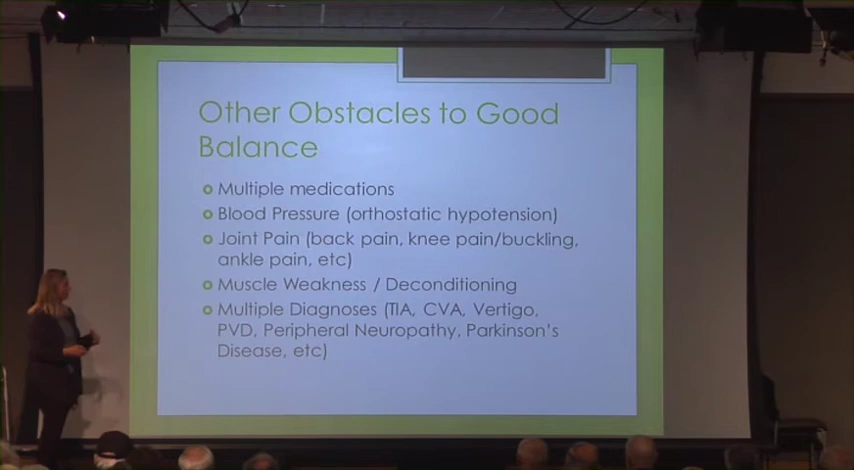 Other Obstacles to Good
Balance
Multiple medications
Blood Pressure (orthostatic hypotension)
Joint Pain (back pain, knee pain/buckling,
ankle pain, etc)
Muscle Weakness / Deconditioning
Multiple Diagnoses (TIA, CVA, Vertigo,
PVD, Peripheral Neuropathy, Parkinson's
Disease, etc)